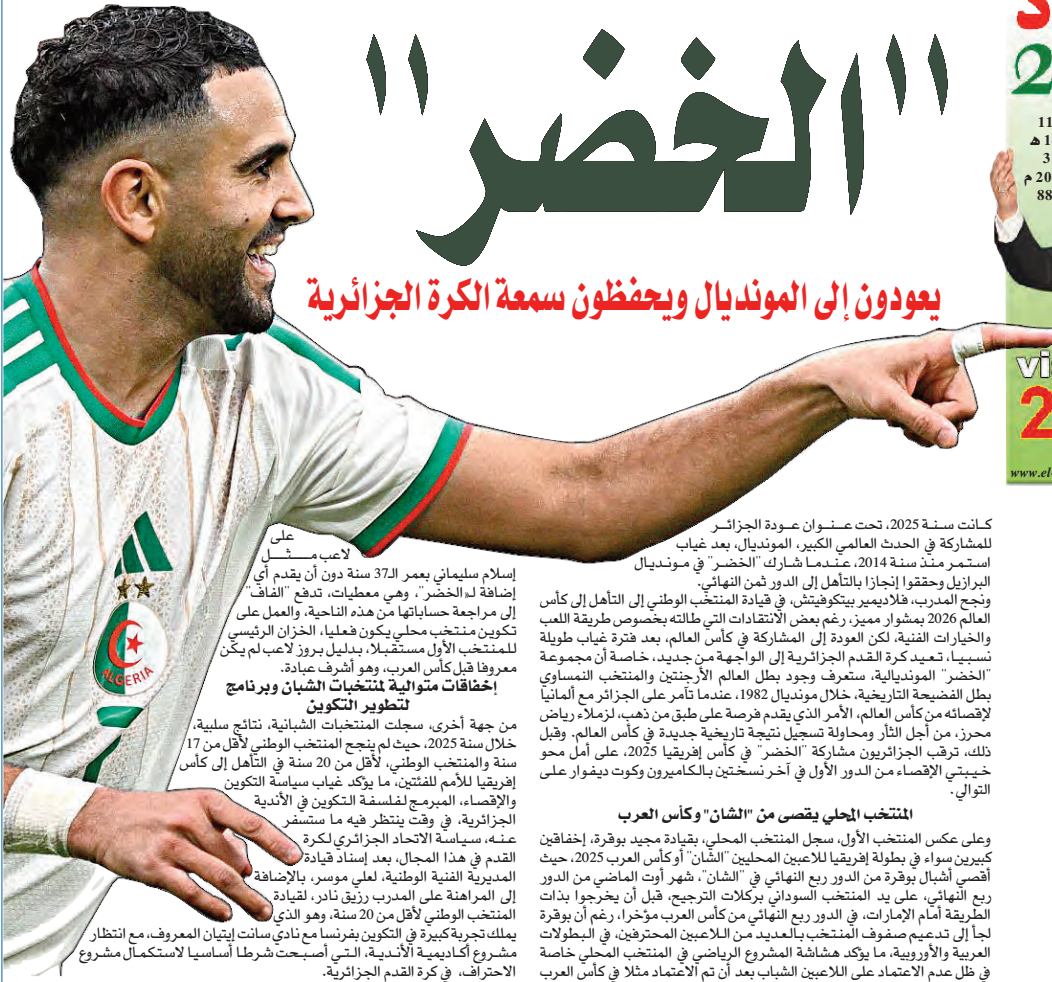 "الخضر"
يعودون إلى المونديال ويحفظون سمعة الكرة الجزائرية
كانت سنة 2025، تحت عنوان عودة الجزائر
للمشاركة في الحدث العالمي الكبير، المونديال، بعد غياب
استمر منذ سنة 2014، عندما شارك "الخضر" في مونديال
البرازيل وحققوا إنجازا بالتأهل إلى الدور ثمن النهائي.
ونجح المدرب، فلاديمير بيتكوفيتش، في قيادة المنتخب الوطني إلى التأهل إلى كأس
العالم 2026 بمشوار مميز، رغم بعض الانتقادات التي طالته بخصوص طريقة اللعب
والخيارات الفنية، لكن العودة إلى المشاركة في كأس العالم، بعد فترة غياب طويلة
نسبيا، تعيد كرة القدم الجزائرية إلى الواجهة من جديد، خاصة أن مجموعة
"الخضر" المونديالية، ستعرف وجود بطل العالم الأرجنتين والمنتخب النمساوي
بطل الفضيحة التاريخية، خلال مونديال 1982، عندما تآمر على الجزائر مع ألمانيا
لإقصائه من كأس العالم، الأمر الذي يقدم فرصة على طبق من ذهب، لزملاء رياض
محرز، من أجل الثأر ومحاولة تسجيل نتيجة تاريخية جديدة في كأس العالم. وقبل
ذلك، ترقب الجزائريون مشاركة "الخضر" في كأس إفريقيا 2025، على أمل محو
خيبتي الإقصاء من الدور الأول في آخر نسختين بالكاميرون وكوت ديفوار على
التوالي.
المنتخب المحلي يقصى من "الشان" وكأس العرب
وعلى عكس المنتخب الأول، سجل المنتخب المحلي، بقيادة مجيد بوقرة، إخفاقين
كبيرين سواء في بطولة إفريقيا للاعبين المحليين "الشان" أو كأس العرب 2025، حيث
أقصي أشبال بوقرة من الدور ربع النهائي في "الشان"، شهر أوت الماضي من الدور
ربع النهائي، على يد المنتخب السوداني بركلات الترجيح، قبل أن يخرجوا بذات
الطريقة أمام الإمارات، في الدور ربع النهائي من كأس العرب مؤخرا، رغم أن بوقرة
لجأ إلى تدعيم صفوف المنتخب بالعديد من اللاعبين المحترفين، في البطولات
العربية والأوروبية، ما يؤكد هشاشة المشروع الرياضي في المنتخب المحلي خاصة
في ظل عدم الاعتماد على اللاعبين الشباب بعد أن تم الاعتماد مثلا في كأس العرب
على
لاعب مثل
إسلام سليماني بعمر الـ37 سنة دون أن يقدم أي
إضافة لـ"الخضر"، وهي معطيات، تدفع "الفاف"
إلى مراجعة حساباتها من هذه الناحية، والعمل على
تكوين منتخب محلي يكون فعليا، الخزان الرئيسي
للمنتخب الأول مستقبلا، بدليل بروز لاعب لم يكن
معروفا قبل كأس العرب، وهو أشرف عبادة.
إخفاقات متوالية لمنتخبات الشبان وبرنامج
لتطوير التكوين
من جهة أخرى، سجلت المنتخبات الشبانية، نتائج سلبية،
خلال سنة 2025، حيث لم ينجح المنتخب الوطني لأقل من 17
سنة والمنتخب الوطني، لأقل من 20 سنة في التأهل إلى كأس
إفريقيا للأمم للفئتين، ما يؤكد غياب سياسة التكوين
والإقصاء، المبرمج لفلسفة التكوين في الأندية
الجزائرية، في وقت ينتظر فيه ما ستسفر
عنه، سياسة الاتحاد الجزائري لكرة
القدم في هذا المجال، بعد إسناد قيادة
المديرية الفنية الوطنية، لعلي موسر، بالإضافة
إلى المراهنة على المدرب رزيق نادر، لقيادة
المنتخب الوطني لأقل من 20 سنة، وهو الذي
يملك تجربة كبيرة في التكوين بفرنسا مع نادي سانت إيتيان المعروف، مع انتظار
مشروع أكاديمية الأندية، التي أصبحت شرطا أساسيا لاستكمال مشروع
الاحتراف، في كرة القدم الجزائرية.
ALGERIA
2
11
1 هـ
3
20 م
88
vi
2
www.el-